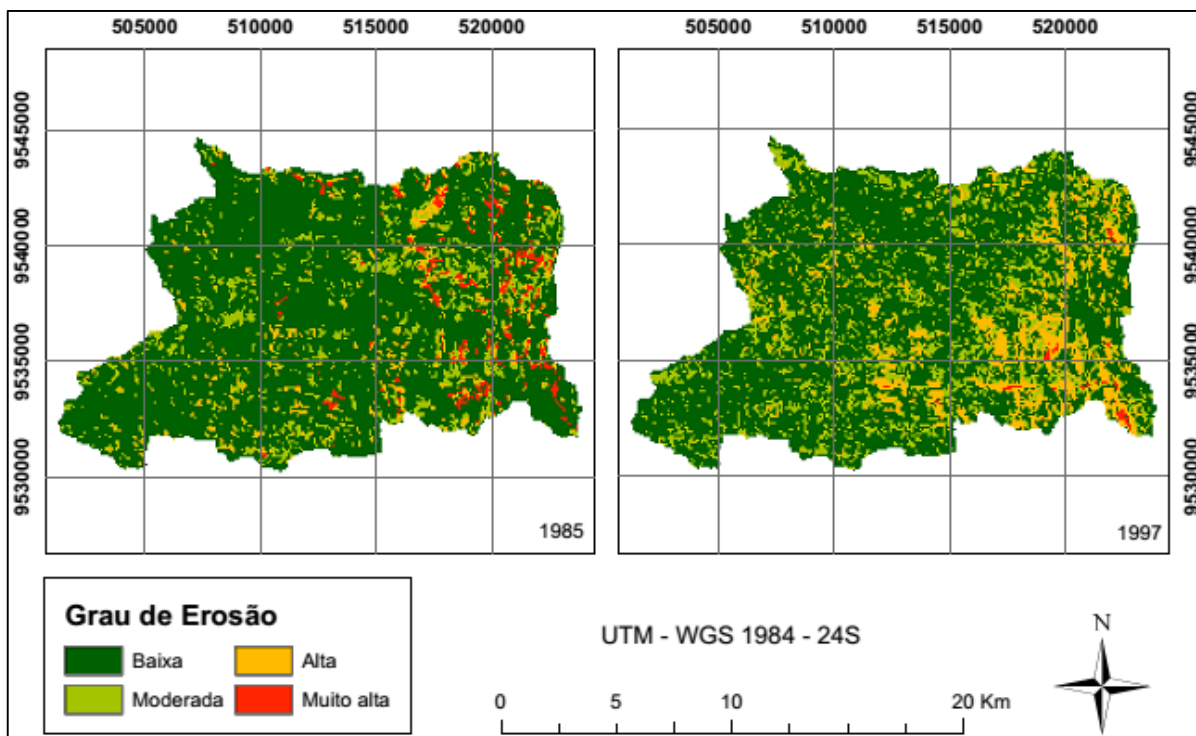 505000 510000 515000 520000
505000 510000 515000 520000
9545000
9540000
9535000
9530000
9545000
9540000
9535000
9530000
1985
1997
Grau de Erosão
Baixa
Alta
Moderada
Muito alta
UTM - WGS 1984 - 24S
N
0 5 10 20 Km